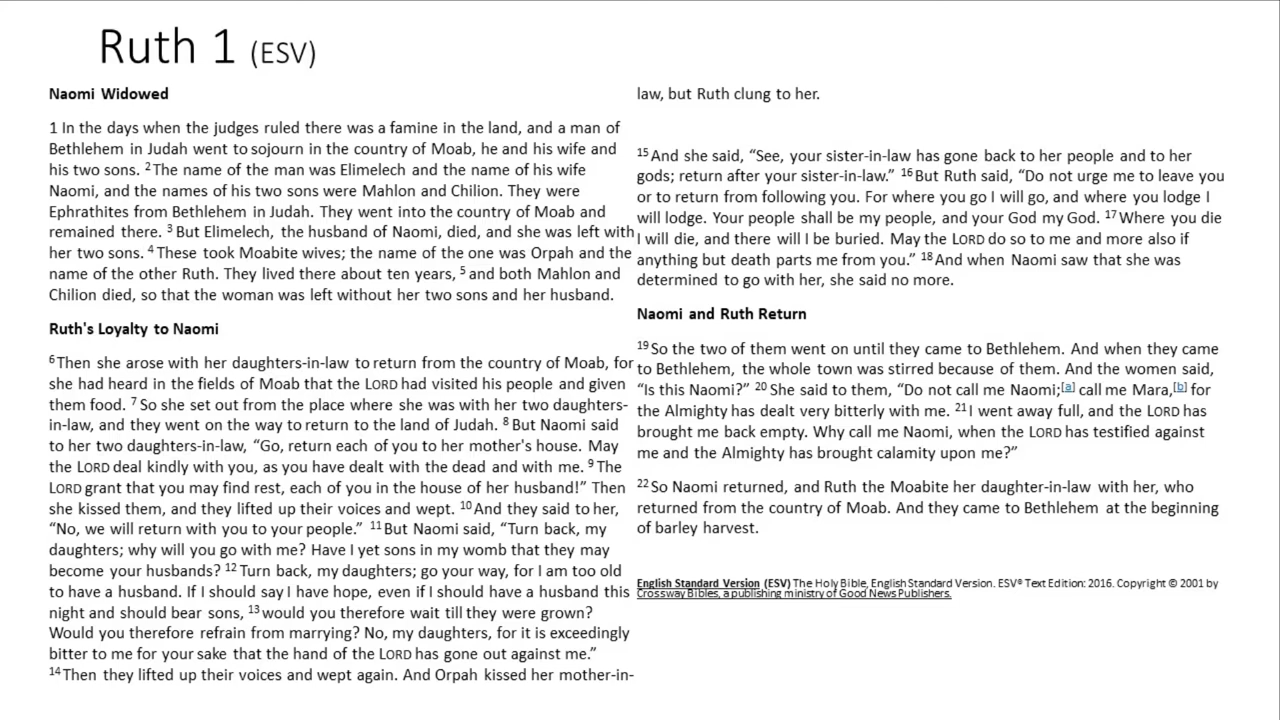 Ruth 1 (ESV)
Naomi Widowed
1 In the days when the judges ruled there was a famine in the land, and a man of
Bethlehem in Judah went to sojourn in the country of Moab, he and his wife and
his two sons. 2 The name of the man was Elimelech and the name of his wife
Naomi, and the names of his two sons were Mahlon and Chilion. They were
Ephrathites from Bethlehem in Judah. They went into the country of Moab and
remained there. 3 But Elimelech, the husband of Naomi, died, and she was left with
her two sons. 4 These took Moabite wives; the name of the one was Orpah and the
name of the other Ruth. They lived there about ten years, 5 and both Mahlon and
Chilion died, so that the woman was left without her two sons and her husband.
Ruth's Loyalty to Naomi
6 Then she arose with her daughters-in-law to return from the country of Moab, for
she had heard in the fields of Moab that the LORD had visited his people and given
them food. 7 So she set out from the place where she was with her two daughters-
in-law, and they went on the way to return to the land of Judah. 8 But Naomi said
to her two daughters-in-law, “Go, return each of you to her mother's house. May
the LORD deal kindly with you, as you have dealt with the dead and with me. 9 The
LORD grant that you may find rest, each of you in the house of her husband!” Then
she kissed them, and they lifted up their voices and wept. 10 And they said to her,
“No, we will return with you to your people.” 11 But Naomi said, “Turn back, my
daughters; why will you go with me? Have I yet sons in my womb that they may
become your husbands? 12 Turn back, my daughters; go your way, for I am too old
to have a husband. If I should say I have hope, even if I should have a husband this
night and should bear sons, 13 would you therefore wait till they were grown?
Would you therefore refrain from marrying? No, my daughters, for it is exceedingly
bitter to me for your sake that the hand of the LORD has gone out against me.”
14 Then they lifted up their voices and wept again. And Orpah kissed her mother-in-
law, but Ruth clung to her.
15 And she said, “See, your sister-in-law has gone back to her people and to her
gods; return after your sister-in-law.” 16 But Ruth said, “Do not urge me to leave you
or to return from following you. For where you go I will go, and where you lodge I
will lodge. Your people shall be my people, and your God my God. 17 Where you die
I will die, and there will I be buried. May the LORD do so to me and more also if
anything but death parts me from you.” 18 And when Naomi saw that she was
determined to go with her, she said no more.
Naomi and Ruth Return
19 So the two of them went on until they came to Bethlehem. And when they came
to Bethlehem, the whole town was stirred because of them. And the women said,
“Is this Naomi?” 20 She said to them, “Do not call me Naomi;[a] call me Mara,[b] for
the Almighty has dealt very bitterly with me. 21 I went away full, and the LORD has
brought me back empty. Why call me Naomi, when the LORD has testified against
me and the Almighty has brought calamity upon me?”
22 So Naomi returned, and Ruth the Moabite her daughter-in-law with her, who
returned from the country of Moab. And they came to Bethlehem at the beginning
of barley harvest.
English Standard Version (ESV) The Holy Bible, English Standard Version. ESV® Text Edition: 2016. Copyright © 2001 by
Crossway Bibles, a publishing ministry of Good News Publishers.